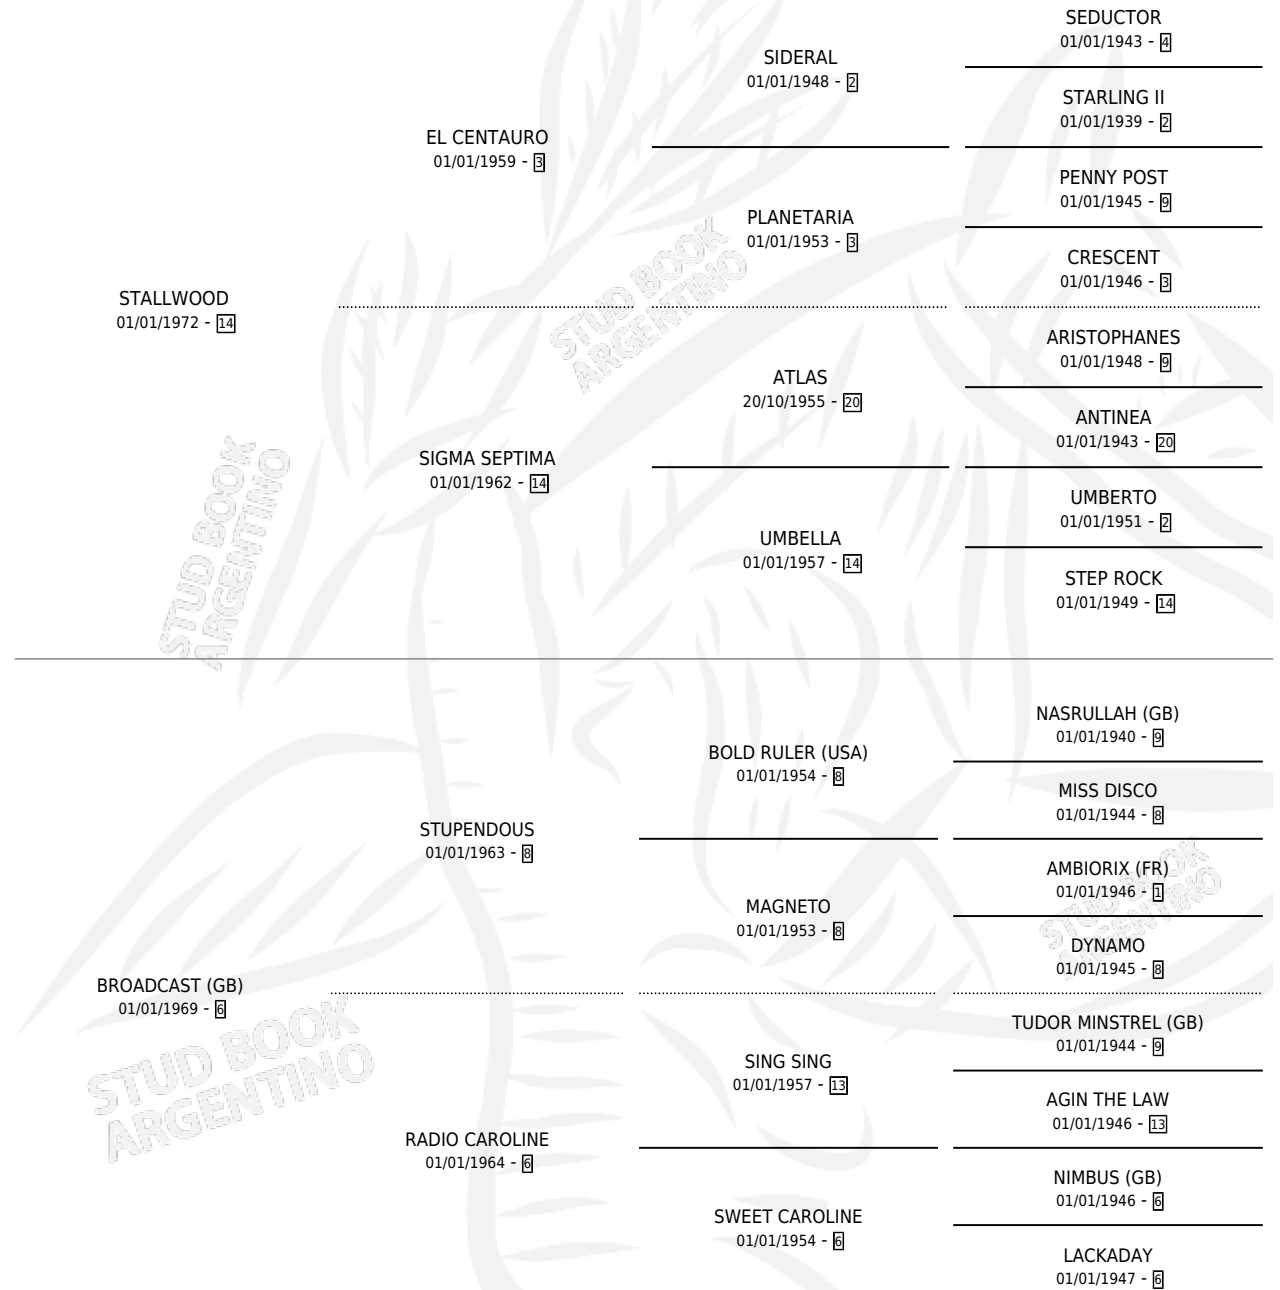 SEDUCTOR
01/01/1943 - 4
SIDERAL
01/01/1948 - 2
STARLING II
01/01/1939 - 2
EL CENTAURO
01/01/1959 - 3
PENNY POST
01/01/1945 - 9
PLANETARIA
01/01/1953 - 3
CRESCENT
01/01/1946 - 3
STALLWOOD
01/01/1972 - 14
STUD BOOK
ARGENTINO
ARISTOPHANES
01/01/1948 - 9
ATLAS
20/10/1955 - 20
ANTINEA
01/01/1943 - 20
SIGMA SEPTIMA
01/01/1962 - 14
UMBERTO
01/01/1951 - 2
UMBELLA
01/01/1957 - 14
STEP ROCK
01/01/1949 - 14
STUD BOOK
ARGENTINO
NASRULLAH (GB)
01/01/1940 - 9
BOLD RULER (USA)
01/01/1954 - 8
MISS DISCO
01/01/1944 - 8
STUPENDOUS
01/01/1963 - 8
AMBIORIX (FR)
01/01/1946 - 1
MAGNETO
01/01/1953 - 8
DYNAMO
01/01/1945 - 8
STUD BOOK
ARGENTINO
BROADCAST (GB)
01/01/1969 - 6
TUDOR MINSTREL (GB)
01/01/1944 - 9
SING SING
01/01/1957 - 13
AGIN THE LAW
01/01/1946 - 13
STUD BOOK
ARGENTINO
RADIO CAROLINE
01/01/1964 - 6
NIMBUS (GB)
01/01/1946 - 6
SWEET CAROLINE
01/01/1954 - 6
LACKADAY
01/01/1947 - 6